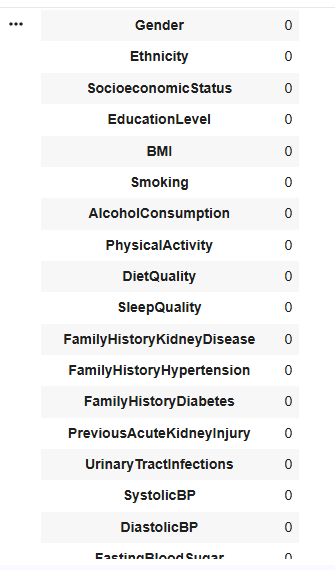 Gender 0
Ethnicity 0
SocioeconomicStatus 0
EducationLevel 0
BMI 0
Smoking 0
AlcoholConsumption 0
PhysicalActivity 0
DietQuality 0
SleepQuality 0
FamilyHistoryKidneyDisease 0
FamilyHistoryHypertension 0
FamilyHistoryDiabetes 0
PreviousAcuteKidneyInjury 0
UrinaryTractInfections 0
SystolicBP 0
DiastolicBP 0
FastingBloodSugar 0